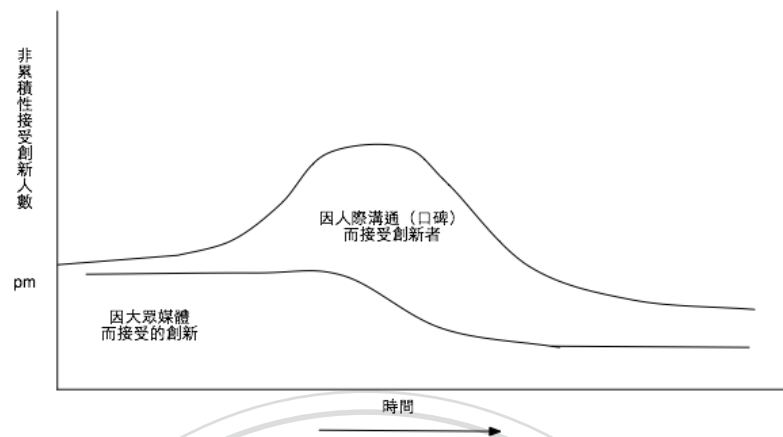 非累積性接受創新人數
因人際溝通（口碑）
而接受創新者
pm
因大眾媒體
而接受的創新
時間